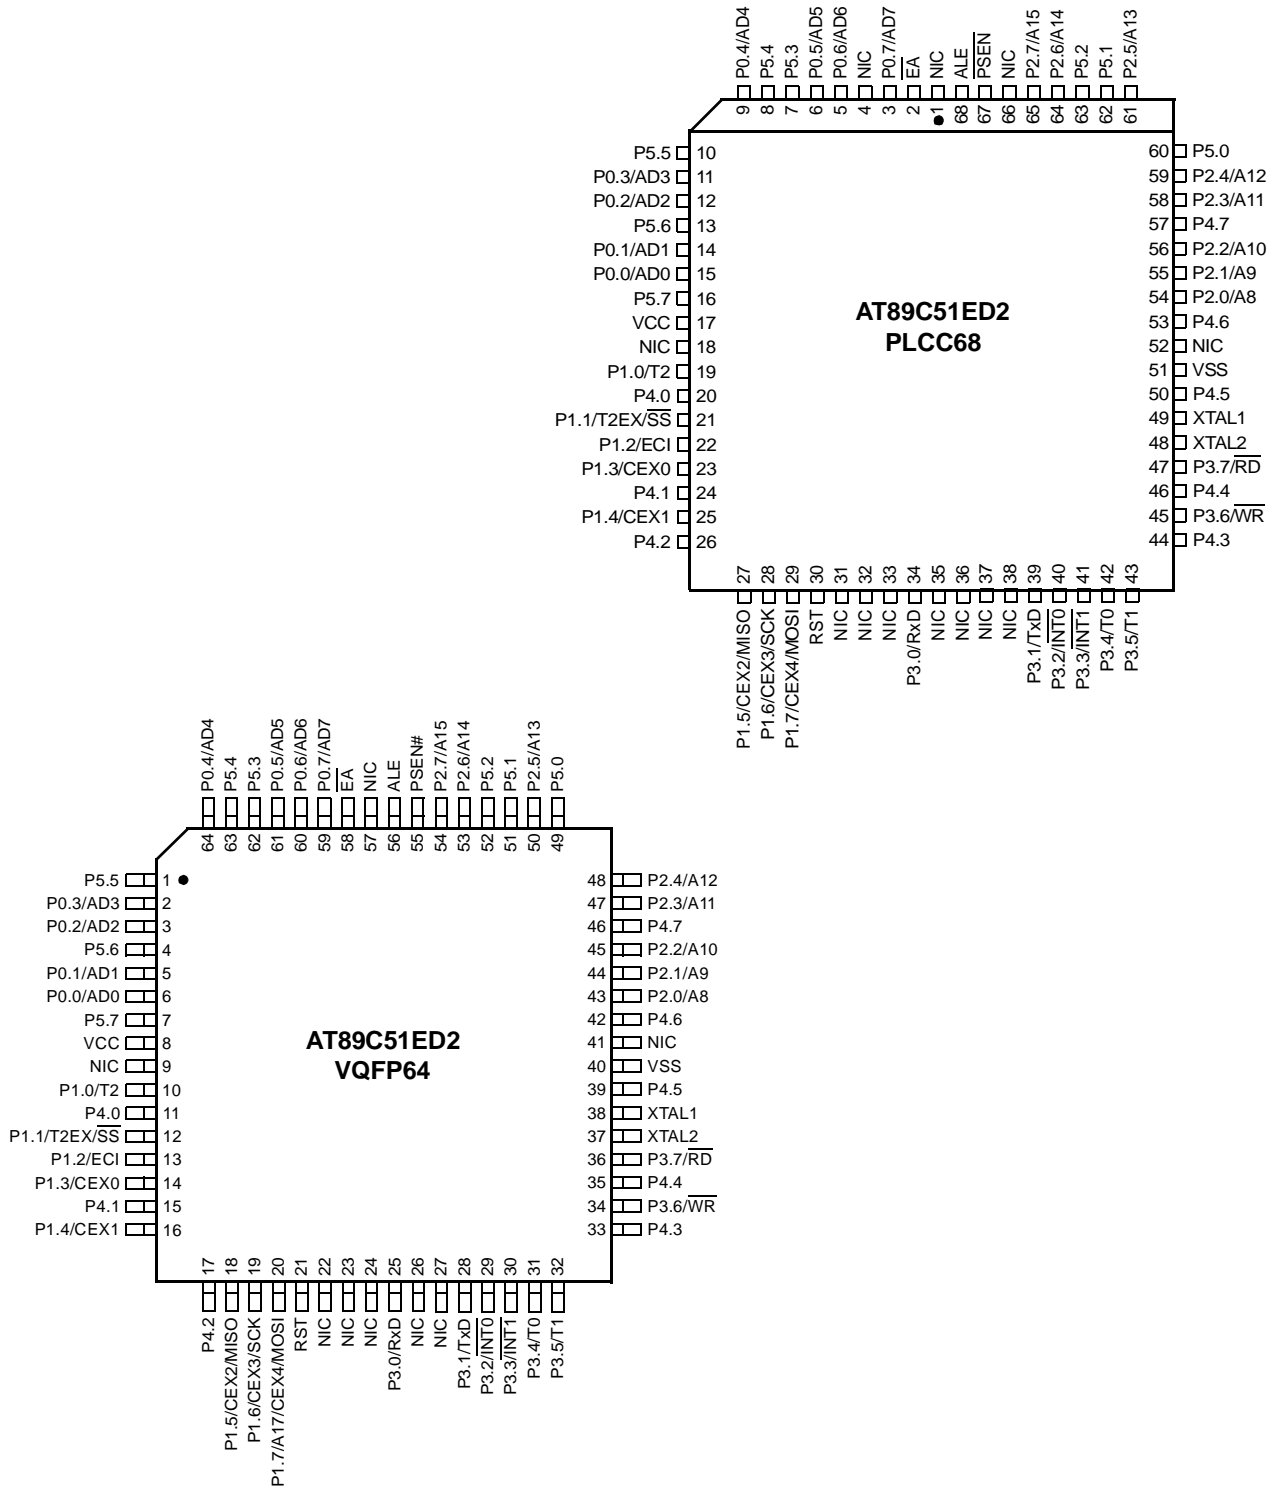 P0.4/AD4
P5.4
P5.3
P0.5/AD5
P0.6/AD6
NIC
P0.7/AD7
EA
NIC
ALE
PSEN
NIC
P2.7/A15
P2.6/A14
P5.2
P5.1
P2.5/A13
9
8
7
6
5
4
3
2
1
68
67
66
65
64
63
62
61
P5.5 10
P0.3/AD3 11
P0.2/AD2 12
P5.6 13
P0.1/AD1 14
P0.0/AD0 15
P5.7 16
VCC 17
NIC 18
P1.0/T2 19
P4.0 20
P1.1/T2EX/SS 21
P1.2/ECI 22
P1.3/CEX0 23
P4.1 24
P1.4/CEX1 25
P4.2 26
AT89C51ED2
PLCC68
60 P5.0
59 P2.4/A12
58 P2.3/A11
57 P4.7
56 P2.2/A10
55 P2.1/A9
54 P2.0/A8
53 P4.6
52 NIC
51 VSS
50 P4.5
49 XTAL1
48 XTAL2
47 P3.7/RD
46 P4.4
45 P3.6/WR
44 P4.3
27
28
29
30
31
32
33
34
35
36
37
38
39
40
41
42
43
P1.5/CEX2/MISO
P1.6/CEX3/SCK
P1.7/CEX4/MOSI
RST
NIC
NIC
NIC
P3.0/RxD
NIC
NIC
NIC
NIC
P3.1/TxD
P3.2/INT0
P3.3/INT1
P3.4/T0
P3.5/T1
P0.4/AD4
P5.4
P5.3
P0.5/AD5
P0.6/AD6
P0.7/AD7
EA
NIC
ALE
PSEN#
P2.7/A15
P2.6/A14
P5.2
P5.1
P2.5/A13
P5.0
64
63
62
61
60
59
58
57
56
55
54
53
52
51
50
49
P5.5 1
P0.3/AD3 2
P0.2/AD2 3
P5.6 4
P0.1/AD1 5
P0.0/AD0 6
P5.7 7
VCC 8
NIC 9
P1.0/T2 10
P4.0 11
P1.1/T2EX/SS 12
P1.2/ECI 13
P1.3/CEX0 14
P4.1 15
P1.4/CEX1 16
AT89C51ED2
VQFP64
48 P2.4/A12
47 P2.3/A11
46 P4.7
45 P2.2/A10
44 P2.1/A9
43 P2.0/A8
42 P4.6
41 NIC
40 VSS
39 P4.5
38 XTAL1
37 XTAL2
36 P3.7/RD
35 P4.4
34 P3.6/WR
33 P4.3
17
18
19
20
21
22
23
24
25
26
27
28
29
30
31
32
P4.2
P1.5/CEX2/MISO
P1.6/CEX3/SCK
P1.7/A17/CEX4/MOSI
RST
NIC
NIC
NIC
P3.0/RxD
NIC
NIC
P3.1/TxD
P3.2/INT0
P3.3/INT1
P3.4/T0
P3.5/T1